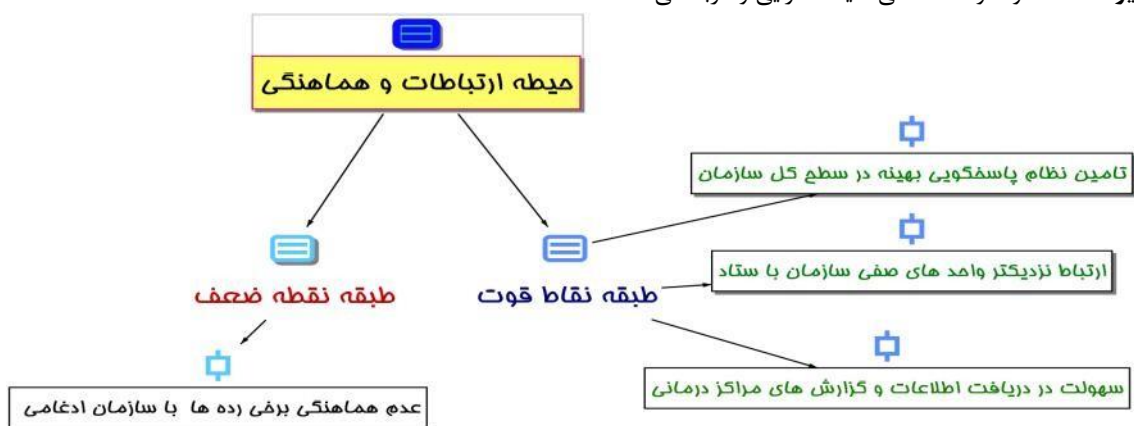 حیطه ارتباطات و هماهنگی
تامین نظام پاسخگویی بهینه در سطح کل سازمان
ارتباط نزدیکتر واحد های صفی سازمان با ستاد
طبقه نقاط قوت
طبقه نقطه ضعف
سهولت در دریافت اطلاعات و گزارش های مراکز درمانی
عدم هماهنگی برخی رده ها با سازمان ادغامی